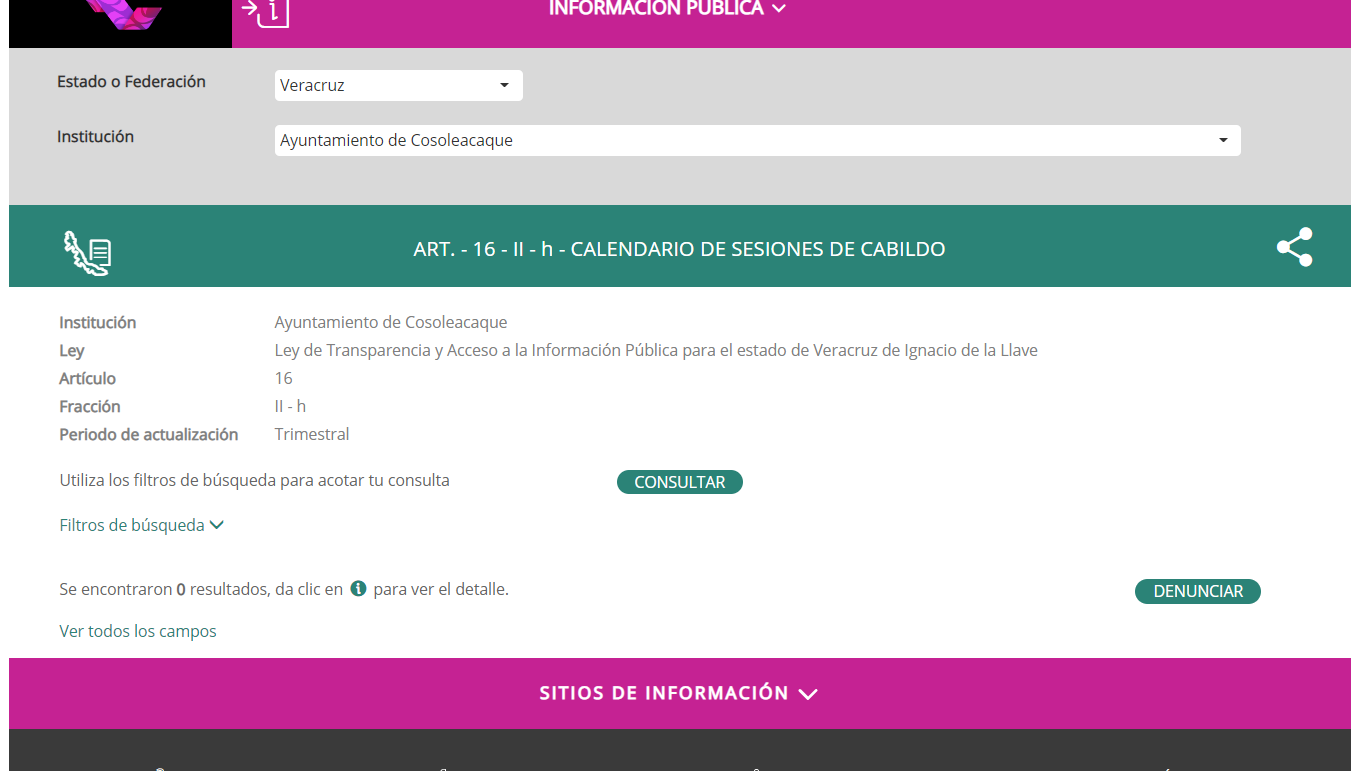 INFORMACIÓN PÚBLICA
Estado o Federación
Veracruz
Institución
Ayuntamiento de Cosoleacaque
ART. - 16 - II - h - CALENDARIO DE SESIONES DE CABILDO
Institución Ayuntamiento de Cosoleacaque
Ley Ley de Transparencia y Acceso a la Información Pública para el estado de Veracruz de Ignacio de la Llave
Artículo 16
Fracción II - h
Periodo de actualización Trimestral
Utiliza los filtros de búsqueda para acotar tu consulta CONSULTAR
Filtros de búsqueda
Se encontraron 0 resultados, da clic en i para ver el detalle.
DENUNCIAR
Ver todos los campos
SITIOS DE INFORMACIÓN